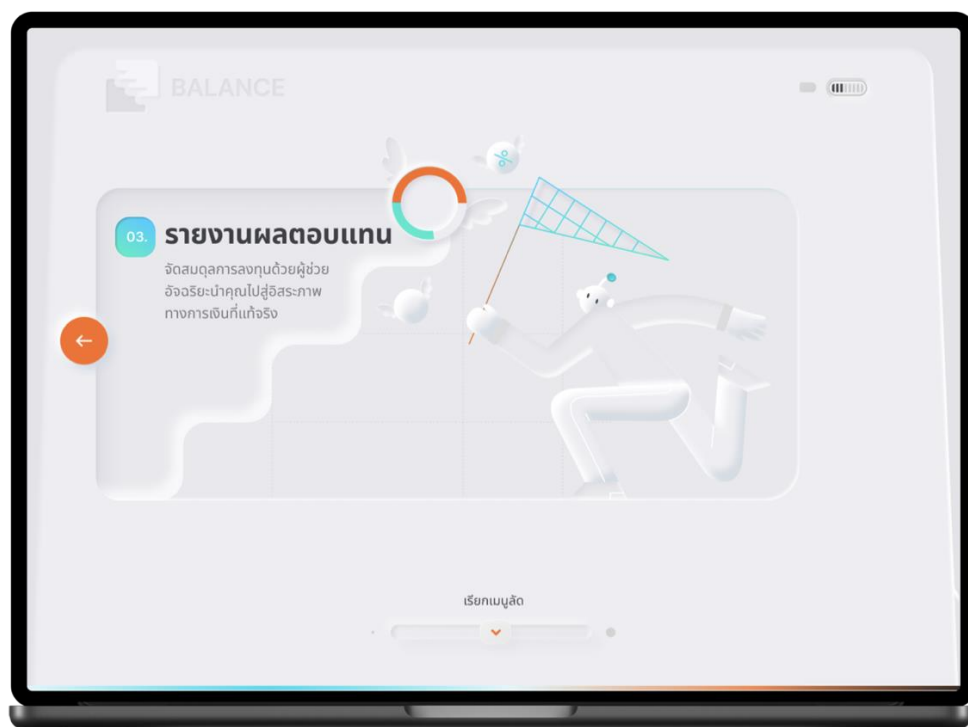 BALANCE
03.
รายงานผลตอบแทน
จัดสมดุลการลงทุนด้วยผู้ช่วย
อัจฉริยะนำคุณไปสู่อิสระภาพ
ทางการเงินที่แท้จริง
%
เรียกเมนูลัด